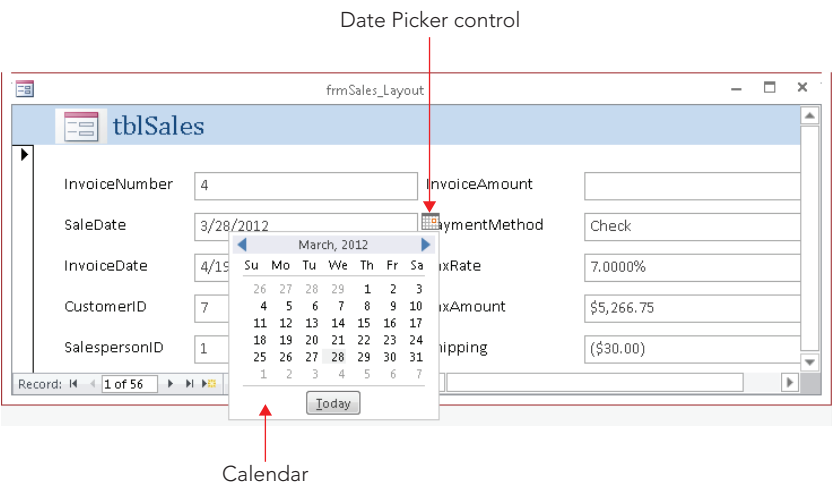 Date Picker control
frmSales_Layout
tblSales
InvoiceNumber 4 InvoiceAmount
SaleDate 3/28/2012 aymentMethod Check
InvoiceDate 4/19 xRate 7.0000%
CustomerID 7 xAmount $5,266.75
SalespersonID 1 hipping ($30.00)
March, 2012
Su Mo Tu We Th Fr Sa
26 27 28 29 1 2 3
4 5 6 7 8 9 10
11 12 13 14 15 16 17
18 19 20 21 22 23 24
25 26 27 28 29 30 31
1 2 3 4 5 6 7
Today
Record: 1 of 56
Calendar